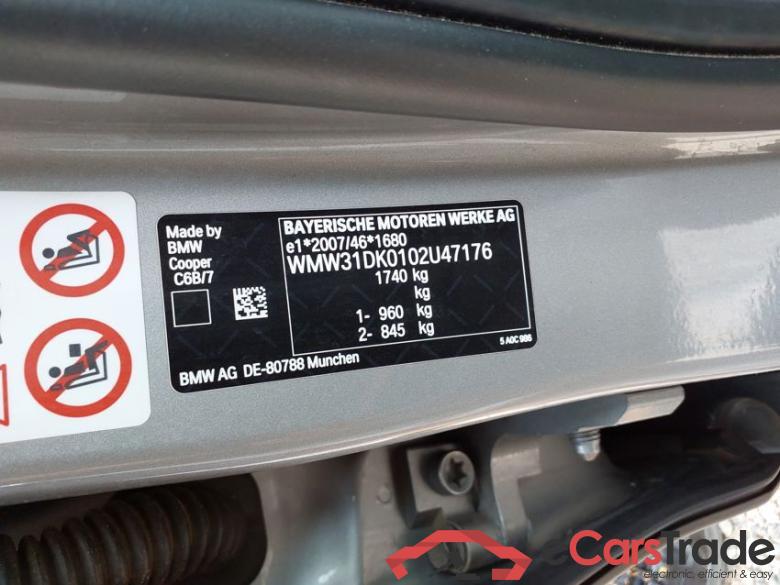 Made by
BMW
Cooper
C6B/7
BAYERISCHE MOTOREN WERKE AG
e1*2007/46*1680
WMW31DK0102U47176
1740 kg
kg
1- 960 kg
2- 845 kg
5 A0C 986
BMW AG DE-80788 Munchen
eCarsTrade
electronic, efficient & easy